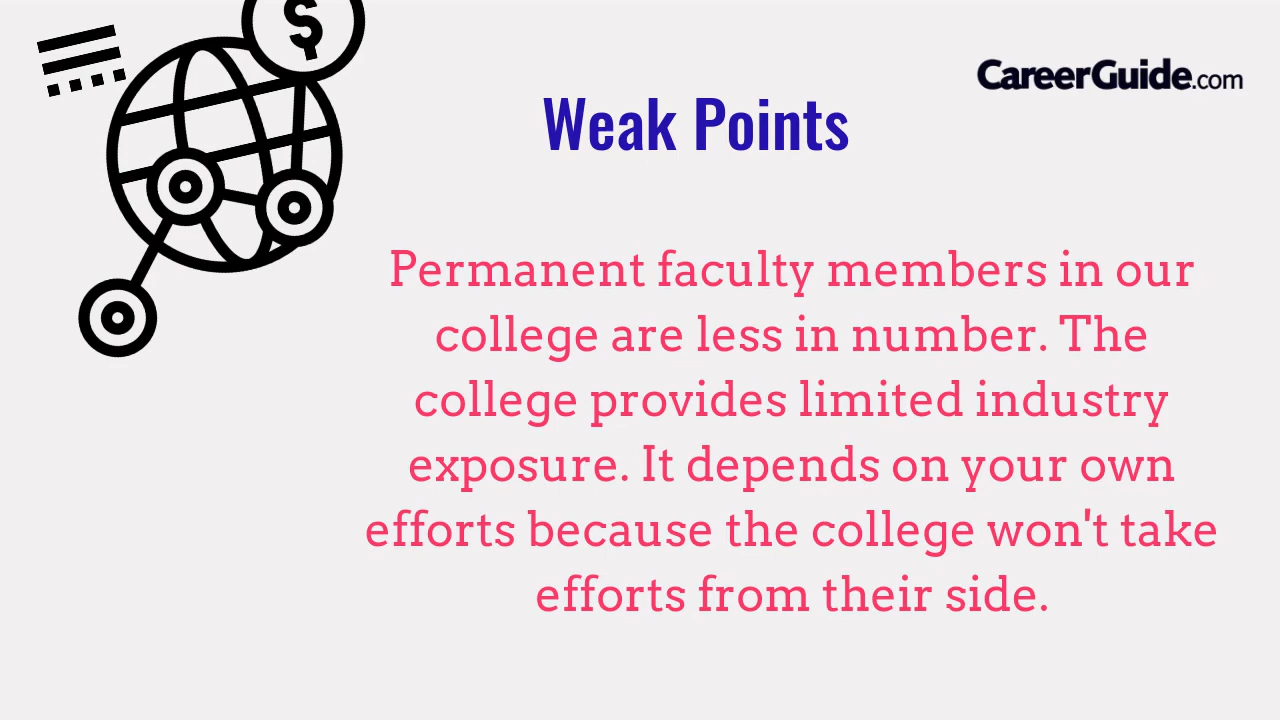 $
CareerGuide.com
Weak Points
Permanent faculty members in our
college are less in number. The
college provides limited industry
exposure. It depends on your own
efforts because the college won't take
efforts from their side.